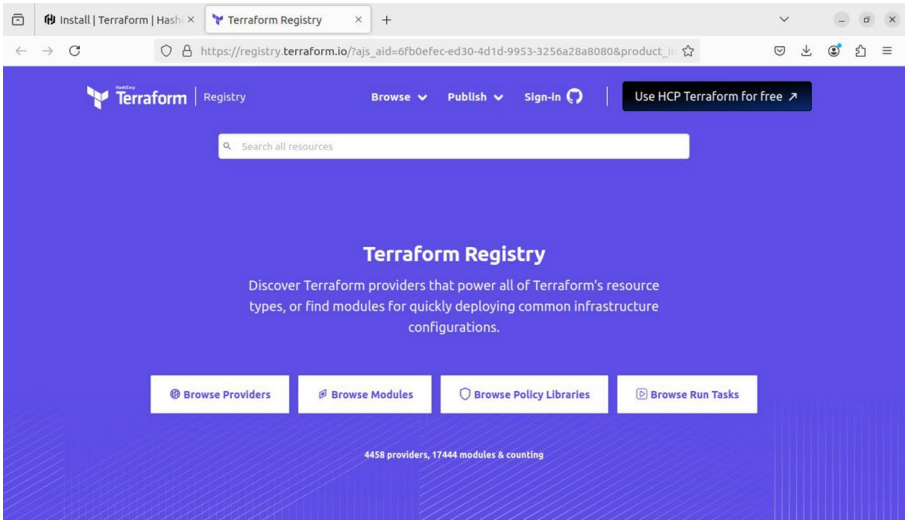 Install | Terraform | Hash
Terraform Registry
https://registry.terraform.io/?ajs_aid=6fb0efec-ed30-4d1d-9953-3256a28a8080&product_i
HashiCorp
Terraform Registry
Browse Publish Sign-in Use HCP Terraform for free
Search all resources
Terraform Registry
Discover Terraform providers that power all of Terraform's resource
types, or find modules for quickly deploying common infrastructure
configurations.
Browse Providers Browse Modules Browse Policy Libraries Browse Run Tasks
4458 providers, 17444 modules & counting